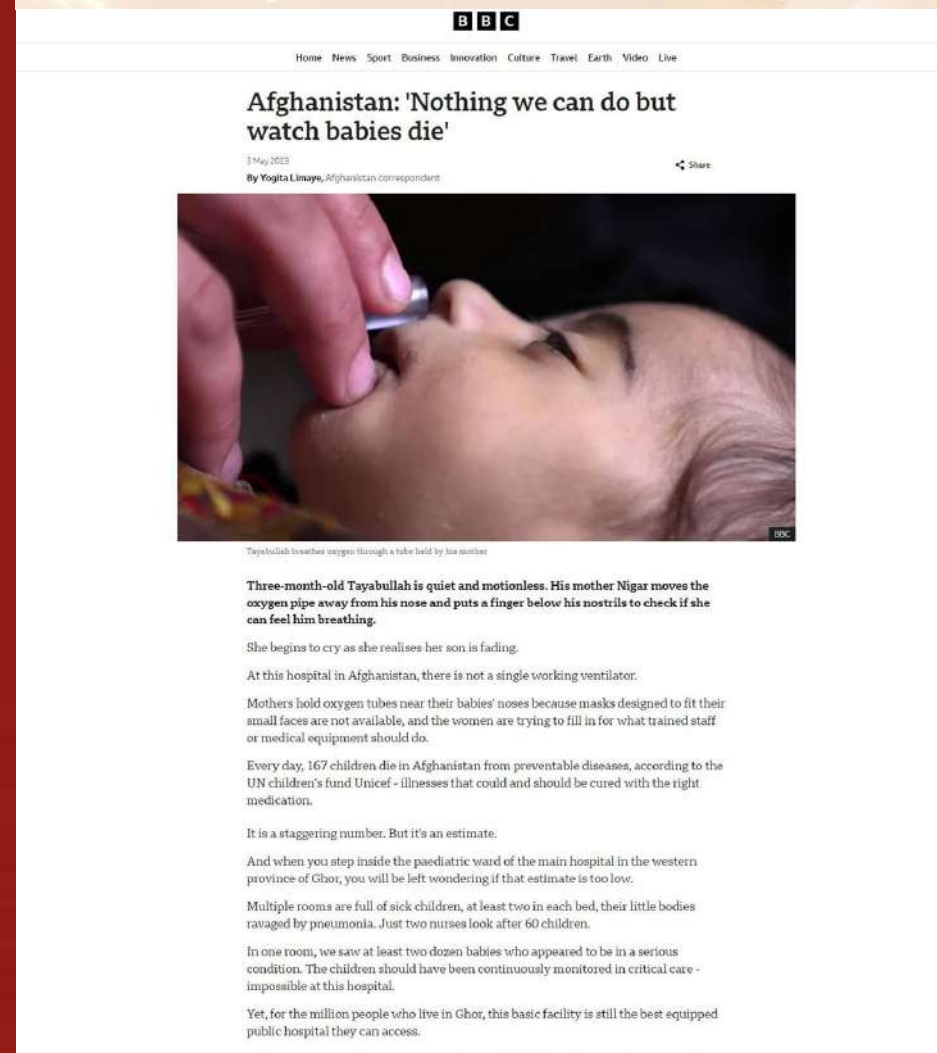 BBC
Home News Sport Business Innovation Culture Travel Earth Video Live
Afghanistan: 'Nothing we can do but
watch babies die'
3 May 2023
Share
By Yogita Limaye, Afghanistan correspondent
BBC
Tayabullah breathes oxygen through a tube held by his mother
Three-month-old Tayabullah is quiet and motionless. His mother Nigar moves the
oxygen pipe away from his nose and puts a finger below his nostrils to check if she
can feel him breathing.
She begins to cry as she realises her son is fading.
At this hospital in Afghanistan, there is not a single working ventilator.
Mothers hold oxygen tubes near their babies' noses because masks designed to fit their
small faces are not available, and the women are trying to fill in for what trained staff
or medical equipment should do.
Every day, 167 children die in Afghanistan from preventable diseases, according to the
UN children's fund Unicef - illnesses that could and should be cured with the right
medication.
It is a staggering number. But it's an estimate.
And when you step inside the paediatric ward of the main hospital in the western
province of Ghor, you will be left wondering if that estimate is too low.
Multiple rooms are full of sick children, at least two in each bed, their little bodies
ravaged by pneumonia. Just two nurses look after 60 children.
In one room, we saw at least two dozen babies who appeared to be in a serious
condition. The children should have been continuously monitored in critical care -
impossible at this hospital.
Yet, for the million people who live in Ghor, this basic facility is still the best equipped
public hospital they can access.